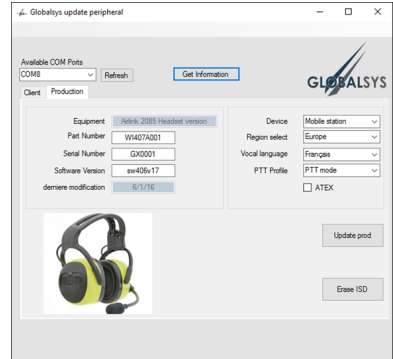 Globalsys update peripheral
Available COM Ports
COM8
Refresh
Get Information
GLOBALSYS
Client
Production
Equipment
Airlink 2085 Headset version
Part Number
WI407A001
Serial Number
GX0001
Software Version
sw406v17
derniere modification
6/1/16
Device
Mobile station
Region select
Europe
Vocal language
Français
PTT Profile
PTT mode
ATEX
Update prod
Erase ISD